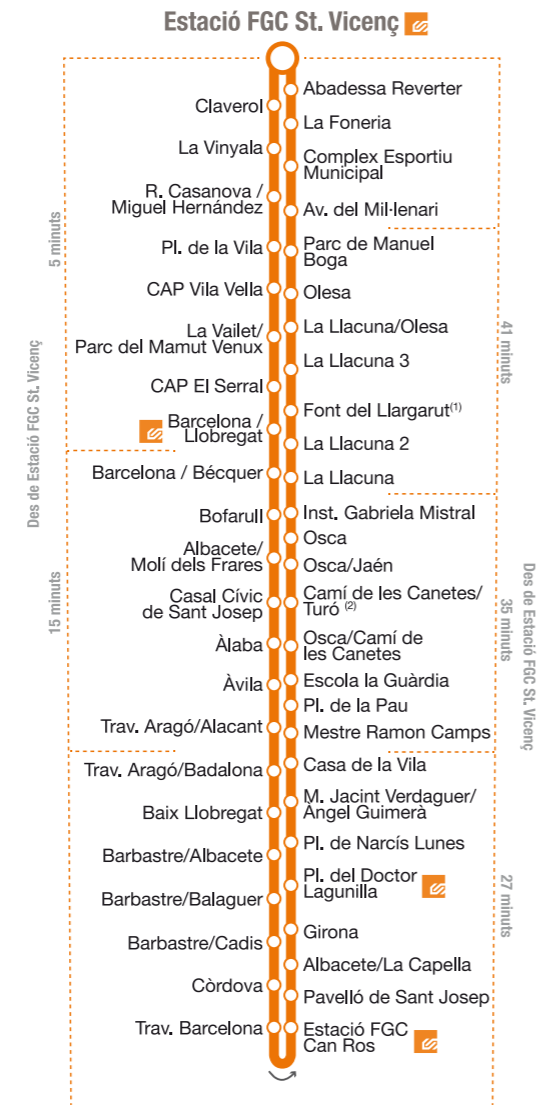 Estació FGC St. Vicenç
Claverol
La Vinyala
R. Casanova /
Miguel Hernández
Pl. de la Vila
CAP Vila Vella
La Vailet/
Parc del Mamut Venux
CAP El Serral
Barcelona /
Llobregat
Barcelona / Bécquer
Bofarull
Albacete/
Molí dels Frares
Casal Cívic
de Sant Josep
Àlaba
Àvila
Trav. Aragó/Alacant
Trav. Aragó/Badalona
Baix Llobregat
Barbastre/Albacete
Barbastre/Balaguer
Barbastre/Cadis
Còrdova
Trav. Barcelona
Abadessa Reverter
La Foneria
Complex Esportiu
Municipal
Av. del Mil·lenari
Parc de Manuel
Boga
Olesa
La Llacuna/Olesa
La Llacuna 3
Font del Llargarut(1)
La Llacuna 2
La Llacuna
Inst. Gabriela Mistral
Osca
Osca/Jaén
Camí de les Canetes/
Turó (2)
Osca/Camí de
les Canetes
Escola la Guàrdia
Pl. de la Pau
Mestre Ramon Camps
Casa de la Vila
M. Jacint Verdaguer/
Àngel Guimerà
Pl. de Narcís Lunes
Pl. del Doctor
Lagunilla
Girona
Albacete/La Capella
Pavelló de Sant Josep
Estació FGC
Can Ros
5 minuts
15 minuts
Des de Estació FGC St. Vicenç
41 minuts
35 minuts
27 minuts
Des de Estació FGC St. Vicenç